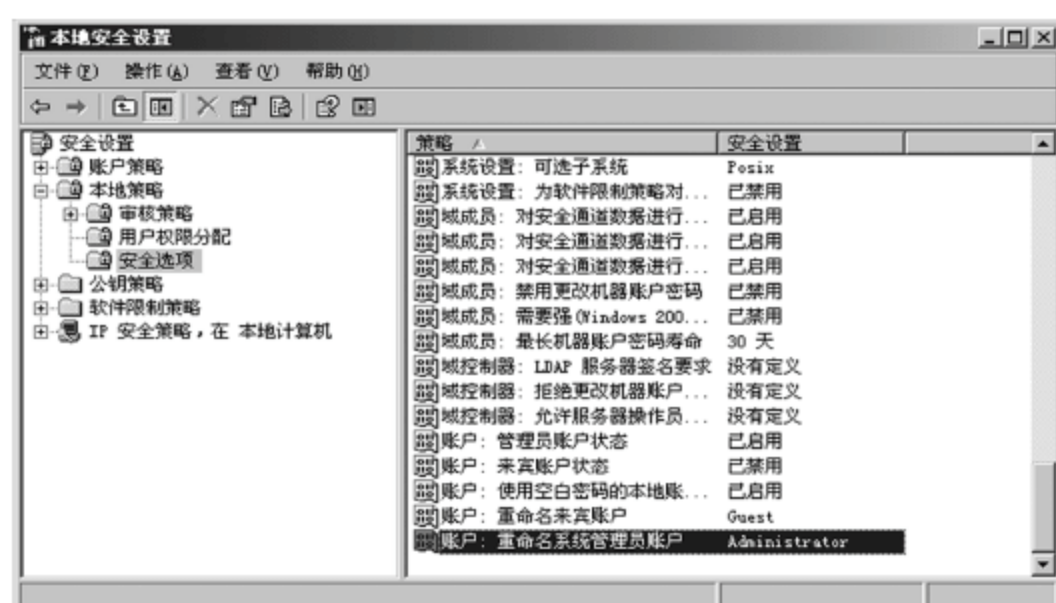 本地安全设置
文件(F) 操作(A) 查看(V) 帮助(H)
安全设置
账户策略
本地策略
审核策略
用户权限分配
安全选项
公钥策略
软件限制策略
IP 安全策略，在 本地计算机
策略 安全设置
系统设置: 可选子系统 Posix
系统设置: 为软件限制策略对... 已禁用
域成员: 对安全通道数据进行... 已启用
域成员: 对安全通道数据进行... 已启用
域成员: 对安全通道数据进行... 已启用
域成员: 禁用更改机器账户密码 已禁用
域成员: 需要强(Windows 200... 已禁用
域成员: 最长机器账户密码寿命 30 天
域控制器: LDAP 服务器签名要求 没有定义
域控制器: 拒绝更改机器账户... 没有定义
域控制器: 允许服务器操作员... 没有定义
账户: 管理员账户状态 已启用
账户: 来宾账户状态 已禁用
账户: 使用空白密码的本地账... 已启用
账户: 重命名来宾账户 Guest
账户: 重命名系统管理员账户 Administrator